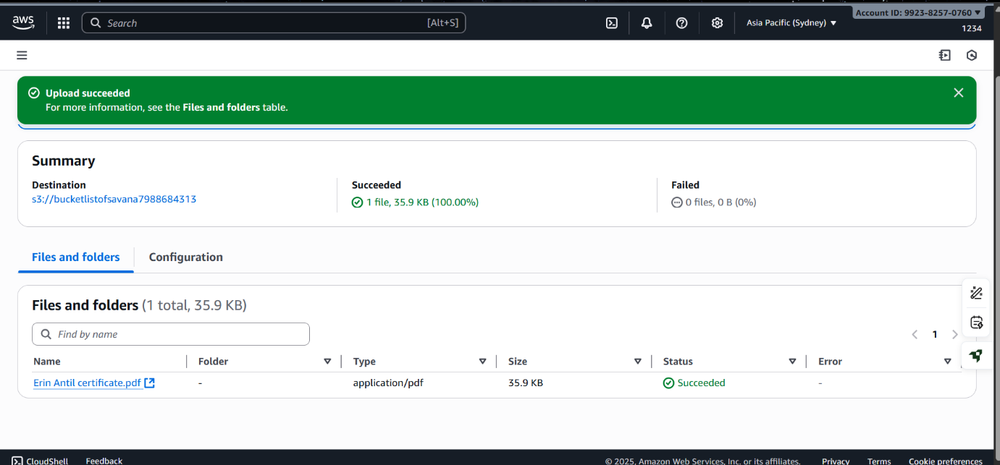 aws
Search [Alt+S]
Asia Pacific (Sydney)
Account ID: 9923-8257-0760
1234
Upload succeeded
For more information, see the Files and folders table.
Summary
Destination
s3://bucketlistofsavana7988684313
Succeeded
1 file, 35.9 KB (100.00%)
Failed
0 files, 0 B (0%)
Files and folders
Configuration
Files and folders (1 total, 35.9 KB)
Find by name
1
Name Folder Type Size Status Error
Erin Antil certificate.pdf - application/pdf 35.9 KB Succeeded -
CloudShell Feedback © 2025, Amazon Web Services, Inc. or its affiliates. Privacy Terms Cookie preferences